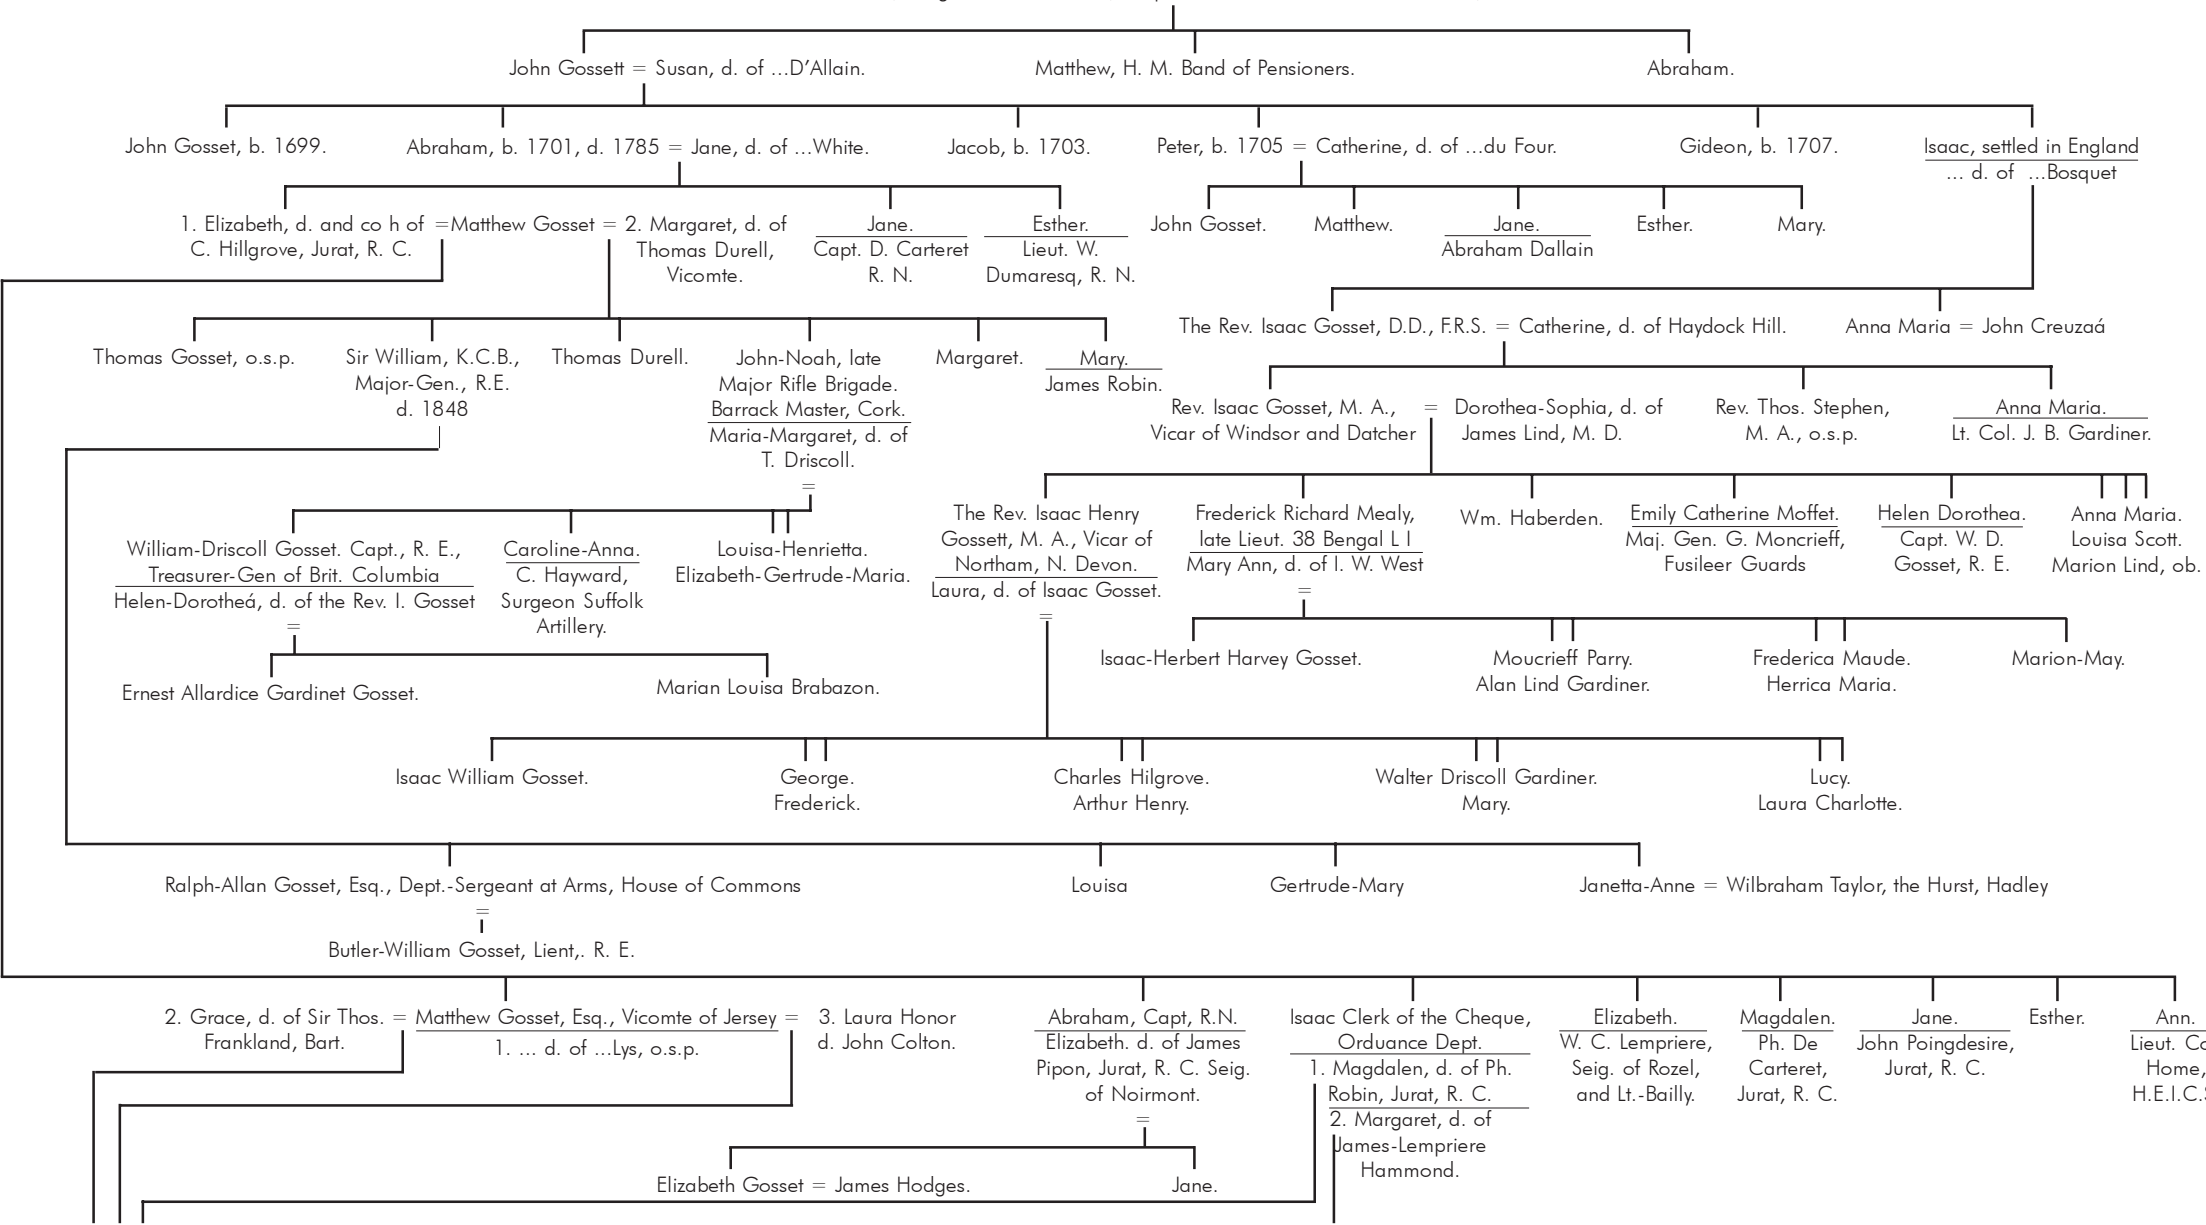 John Gossett = Susan, d. of ...D'Allain.
Matthew, H. M. Band of Pensioners.
Abraham.
John Gosset, b. 1699.
Abraham, b. 1701, d. 1785 = Jane, d. of ...White.
Jacob, b. 1703.
Peter, b. 1705 = Catherine, d. of ...du Four.
Gideon, b. 1707.
Isaac, settled in England
... d. of ...Bosquet
1. Elizabeth, d. and co h of
C. Hillgrove, Jurat, R. C.
=Matthew Gosset =
2. Margaret, d. of
Thomas Durell,
Vicomte.
Jane.
Capt. D. Carteret
R. N.
Esther.
Lieut. W.
Dumaresq, R. N.
John Gosset.
Matthew.
Jane.
Abraham Dallain
Esther.
Mary.
The Rev. Isaac Gosset, D.D., F.R.S. = Catherine, d. of Haydock Hill.
Anna Maria = John Creuzaá
Thomas Gosset, o.s.p.
Sir William, K.C.B.,
Major-Gen., R.E.
d. 1848
Thomas Durell.
John-Noah, late
Major Rifle Brigade.
Barrack Master, Cork.
Maria-Margaret, d. of
T. Driscoll.
=
Margaret.
Mary.
James Robin.
Rev. Isaac Gosset, M. A.,
Vicar of Windsor and Datcher
=
Dorothea-Sophia, d. of
James Lind, M. D.
Rev. Thos. Stephen,
M. A., o.s.p.
Anna Maria.
Lt. Col. J. B. Gardiner.
William-Driscoll Gosset. Capt., R. E.,
Treasurer-Gen of Brit. Columbia
Helen-Dorotheá, d. of the Rev. I. Gosset
=
Caroline-Anna.
C. Hayward,
Surgeon Suffolk
Artillery.
Louisa-Henrietta.
Elizabeth-Gertrude-Maria.
The Rev. Isaac Henry
Gossett, M. A., Vicar of
Northam, N. Devon.
Laura, d. of Isaac Gosset.
=
Frederick Richard Mealy,
late Lieut. 38 Bengal L I
Mary Ann, d. of I. W. West
=
Wm. Haberden.
Emily Catherine Moffet.
Maj. Gen. G. Moncrieff,
Fusileer Guards
Helen Dorothea.
Capt. W. D.
Gosset, R. E.
Anna Maria.
Louisa Scott.
Marion Lind, ob.
Ernest Allardice Gardinet Gosset.
Marian Louisa Brabazon.
Isaac-Herbert Harvey Gosset.
Moucrieff Parry.
Alan Lind Gardiner.
Frederica Maude.
Herrica Maria.
Marion-May.
Isaac William Gosset.
George.
Frederick.
Charles Hilgrove.
Arthur Henry.
Walter Driscoll Gardiner.
Mary.
Lucy.
Laura Charlotte.
Ralph-Allan Gosset, Esq., Dept.-Sergeant at Arms, House of Commons
=
Butler-William Gosset, Lient,. R. E.
Louisa
Gertrude-Mary
Janetta-Anne = Wilbraham Taylor, the Hurst, Hadley
2. Grace, d. of Sir Thos. =
Frankland, Bart.
Matthew Gosset, Esq., Vicomte of Jersey =
1. ... d. of ...Lys, o.s.p.
3. Laura Honor
d. John Colton.
Abraham, Capt, R.N.
Elizabeth. d. of James
Pipon, Jurat, R. C. Seig.
of Noirmont.
=
Isaac Clerk of the Cheque,
Orduance Dept.
1. Magdalen, d. of Ph.
Robin, Jurat, R. C.
2. Margaret, d. of
James-Lempriere
Hammond.
Elizabeth.
W. C. Lempriere,
Seig. of Rozel,
and Lt.-Bailly.
Magdalen.
Ph. De
Carteret,
Jurat, R. C.
Jane.
John Poingdesire,
Jurat, R. C.
Esther.
Ann.
Lieut. Co
Home,
H.E.I.C.S
Elizabeth Gosset = James Hodges.
Jane.